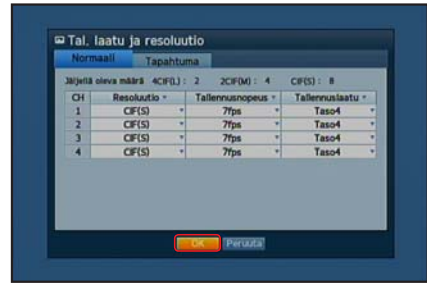 Tal. laatu ja resoluutio
Normaali Tapahtuma
Jäljellä oleva määrä 4CIF(L) : 2 2CIF(M) : 4 CIF(S) : 8
CH Resoluutio Tallennusnopeus Tallennuslaatu
1 CIF(S) 7fps Taso4
2 CIF(S) 7fps Taso4
3 CIF(S) 7fps Taso4
4 CIF(S) 7fps Taso4
OK Peruuta